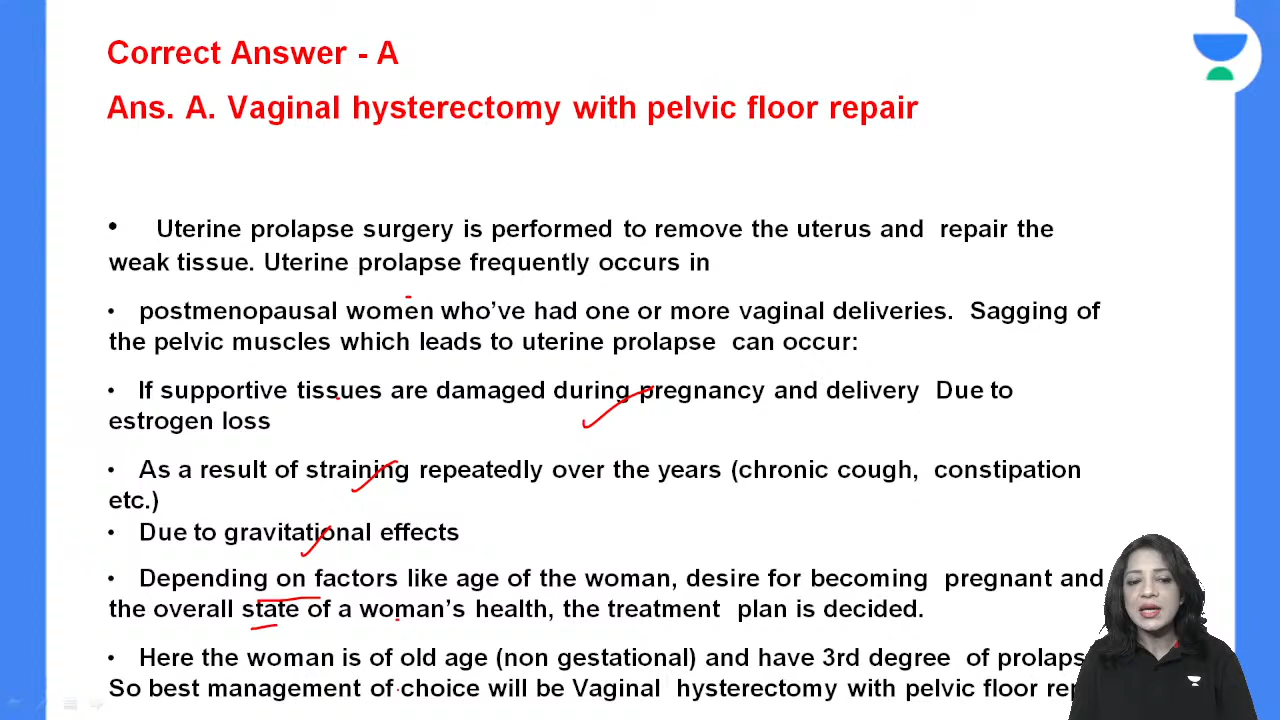 Correct Answer - A
Ans. A. Vaginal hysterectomy with pelvic floor repair
• Uterine prolapse surgery is performed to remove the uterus and repair the
weak tissue. Uterine prolapse frequently occurs in
• postmenopausal women who’ve had one or more vaginal deliveries. Sagging of
the pelvic muscles which leads to uterine prolapse can occur:
• If supportive tissues are damaged during pregnancy and delivery Due to
estrogen loss
• As a result of straining repeatedly over the years (chronic cough, constipation
etc.)
• Due to gravitational effects
• Depending on factors like age of the woman, desire for becoming pregnant and
the overall state of a woman’s health, the treatment plan is decided.
• Here the woman is of old age (non gestational) and have 3rd degree of
So best management of choice will be Vaginal hysterectomy with pelvic floor